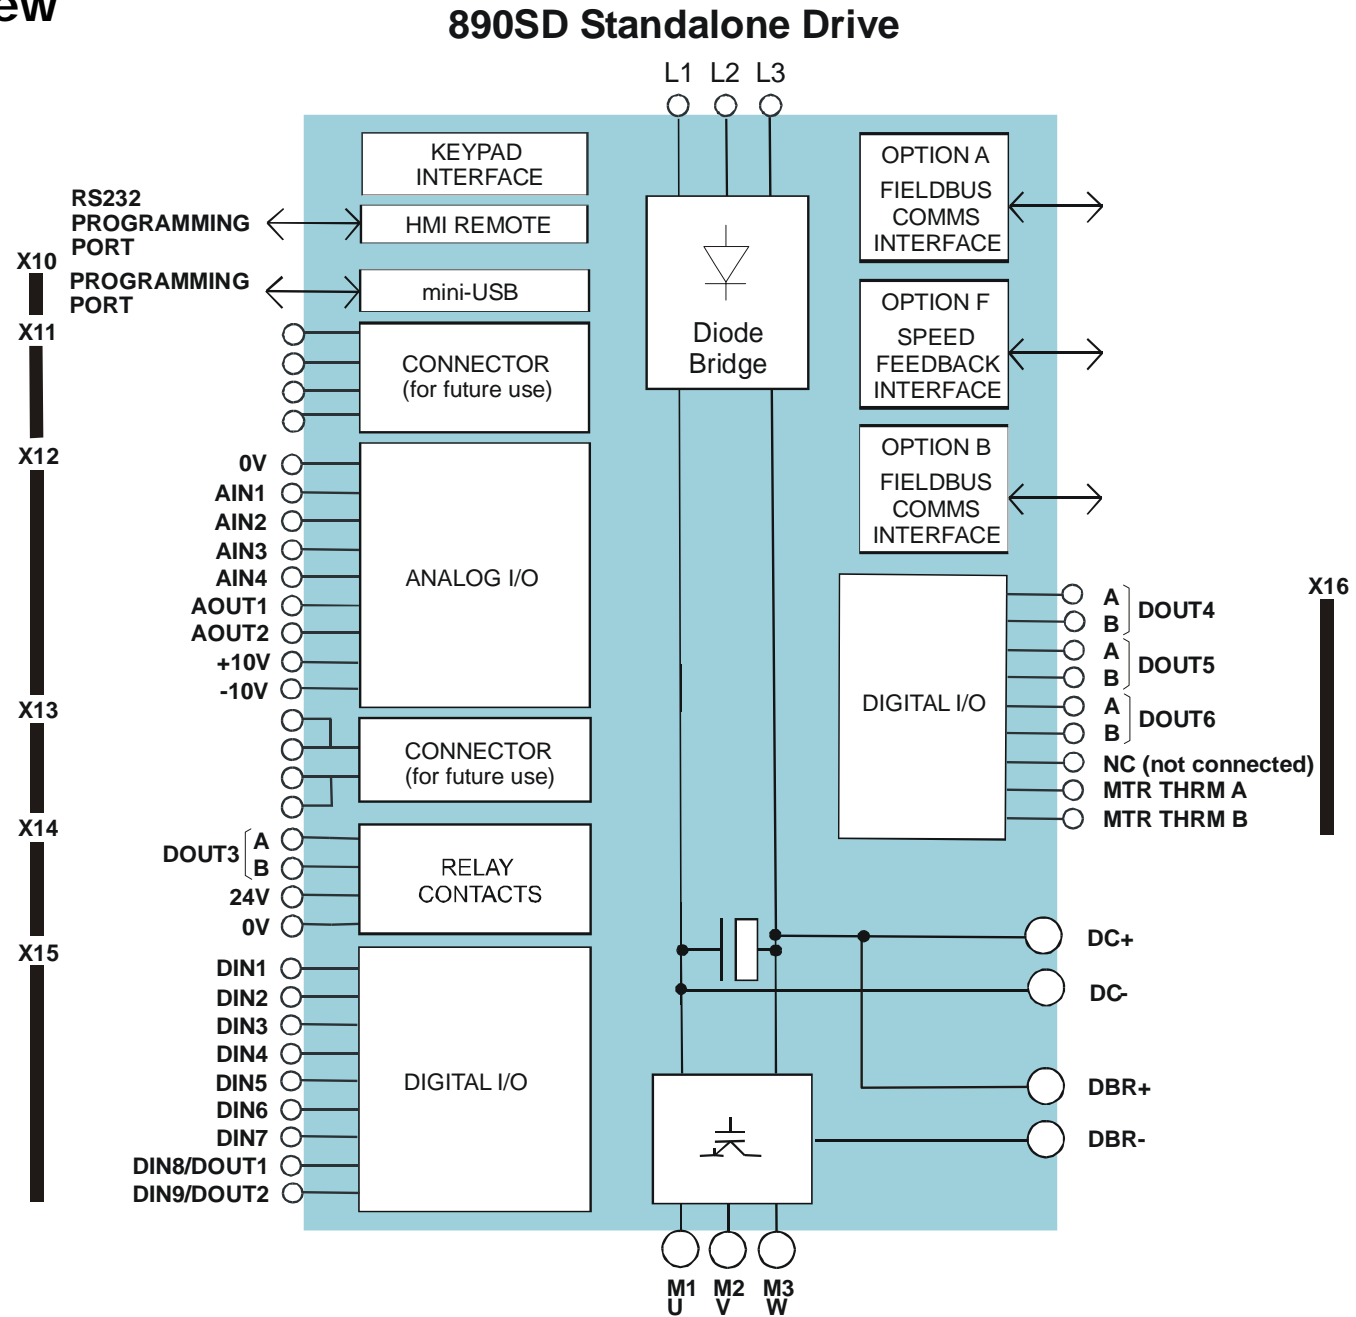 ew
890SD Standalone Drive
L1 L2 L3
KEYPAD
INTERFACE
RS232
PROGRAMMING
PORT
HMI REMOTE
X10
PROGRAMMING
PORT
mini-USB
X11
CONNECTOR
(for future use)
X12
0V
AIN1
AIN2
AIN3
AIN4
AOUT1
AOUT2
+10V
-10V
ANALOG I/O
X13
CONNECTOR
(for future use)
X14
DOUT3
A
B
24V
0V
RELAY
CONTACTS
X15
DIN1
DIN2
DIN3
DIN4
DIN5
DIN6
DIN7
DIN8/DOUT1
DIN9/DOUT2
DIGITAL I/O
Diode
Bridge
OPTION A
FIELDBUS
COMMS
INTERFACE
OPTION F
SPEED
FEEDBACK
INTERFACE
OPTION B
FIELDBUS
COMMS
INTERFACE
DIGITAL I/O
X16
A
B
DOUT4
A
B
DOUT5
A
B
DOUT6
NC (not connected)
MTR THRM A
MTR THRM B
DC+
DC-
DBR+
DBR-
M1 M2 M3
U V W